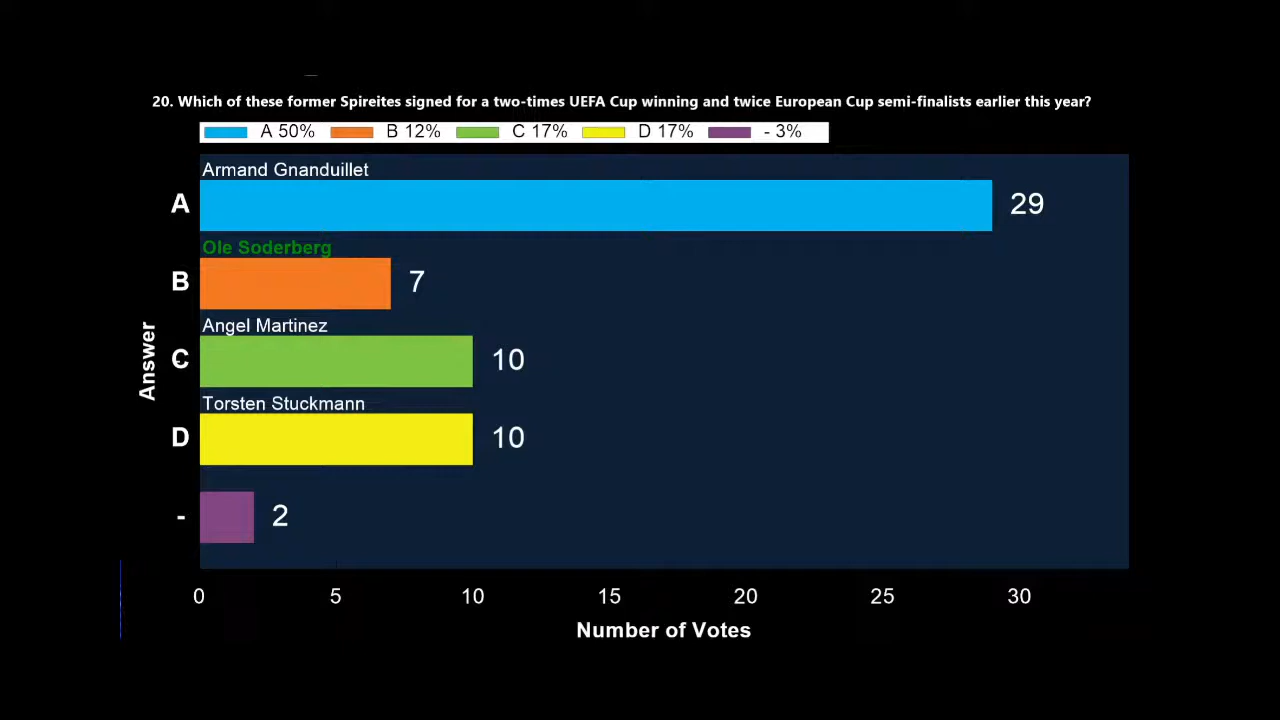 20. Which of these former Spireites signed for a two-times UEFA Cup winning and twice European Cup semi-finalists earlier this year?
A 50% B 12% C 17% D 17% - 3%
Armand Gnanduillet
A 29
Ole Soderberg
B 7
Angel Martinez
C 10
Torsten Stuckmann
D 10
- 2
Answer
0 5 10 15 20 25 30
Number of Votes